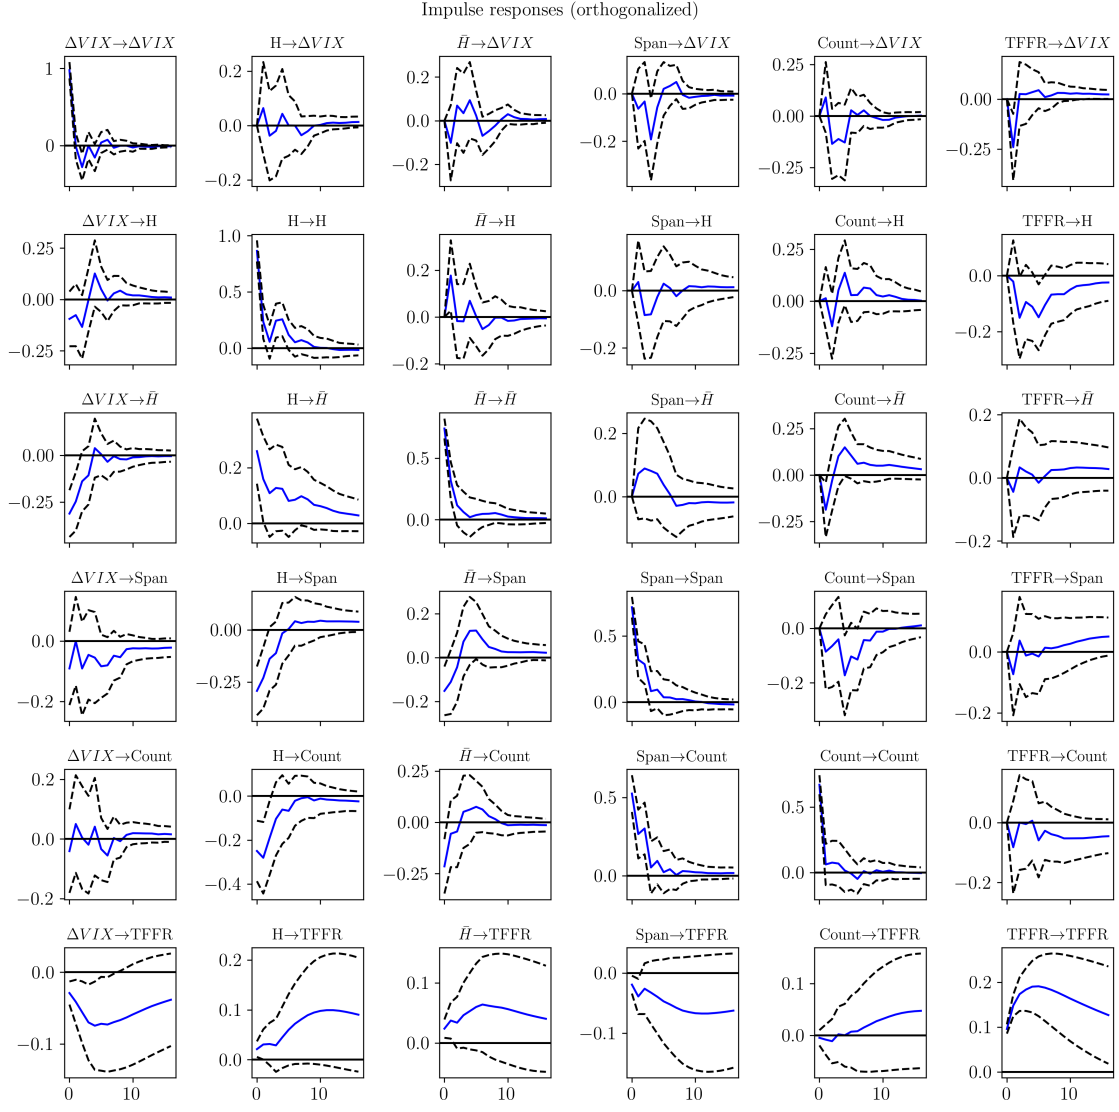 Impulse responses (orthogonalized)
ΔVIX→ΔVIX H→ΔVIX H̄→ΔVIX Span→ΔVIX Count→ΔVIX TFFR→ΔVIX
1 0.2 0.2 0.0 0.25 0.00
0 0.0 0.0 −0.2 0.00 −0.25
−0.2 −0.2 −0.25
ΔVIX→H H→H H̄→H Span→H Count→H TFFR→H
0.25 1.0 0.2 0.0 0.25 0.0
0.00 0.5 0.0 −0.2 0.00 −0.2
−0.25 0.0 −0.2 −0.25
ΔVIX→H̄ H→H̄ H̄→H̄ Span→H̄ Count→H̄ TFFR→H̄
0.00 0.2 0.5 0.2 0.25 0.2
−0.25 0.0 0.0 0.0 0.00 0.0
−0.25 −0.2
ΔVIX→Span H→Span H̄→Span Span→Span Count→Span TFFR→Span
0.0 0.00 0.2 0.5 0.0 0.2
−0.2 −0.25 0.0 0.0 −0.2 0.0
−0.2 −0.2
ΔVIX→Count H→Count H̄→Count Span→Count Count→Count TFFR→Count
0.2 0.0 0.25 0.5 0.5 0.0
0.0 −0.2 0.00 0.0 0.0 −0.2
−0.2 −0.4 −0.25
ΔVIX→TFFR H→TFFR H̄→TFFR Span→TFFR Count→TFFR TFFR→TFFR
0.0 0.2 0.1 0.0 0.1 0.2
−0.1 0.1 0.0 −0.1 0.0 0.1
0.0 0.0
0 10 0 10 0 10 0 10 0 10 0 10